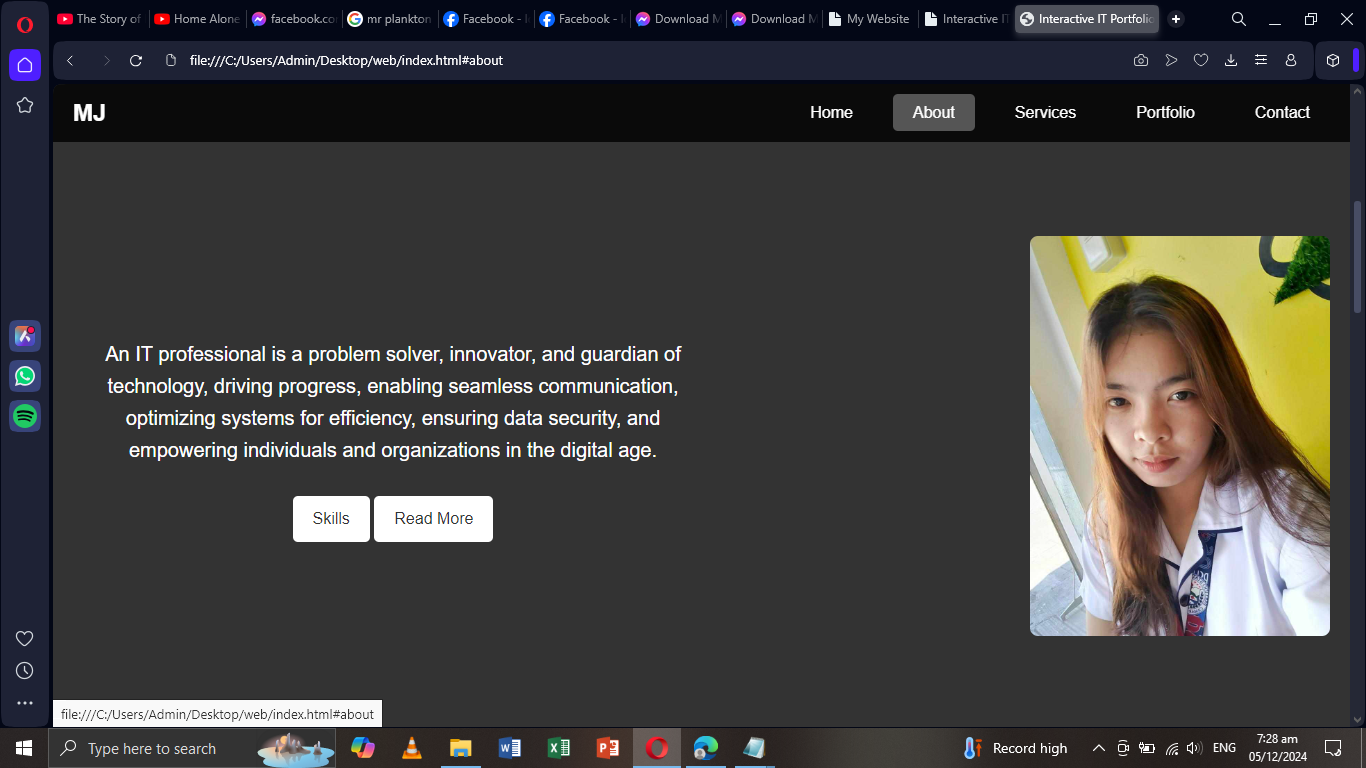 The Story of
Home Alone
facebook.co
mr plankton
Facebook - l
Facebook - l
Download M
Download M
My Website
Interactive I
Interactive IT Portfolio
file:///C:/Users/Admin/Desktop/web/index.html#about
MJ
Home
About
Services
Portfolio
Contact
An IT professional is a problem solver, innovator, and guardian of
technology, driving progress, enabling seamless communication,
optimizing systems for efficiency, ensuring data security, and
empowering individuals and organizations in the digital age.
Skills
Read More
file:///C:/Users/Admin/Desktop/web/index.html#about
Type here to search
Record high
ENG
7:28 am
05/12/2024